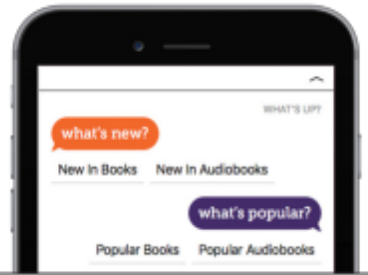 WHAT'S UP?
what's new?
New In Books New In Audiobooks
what's popular?
Popular Books Popular Audiobooks